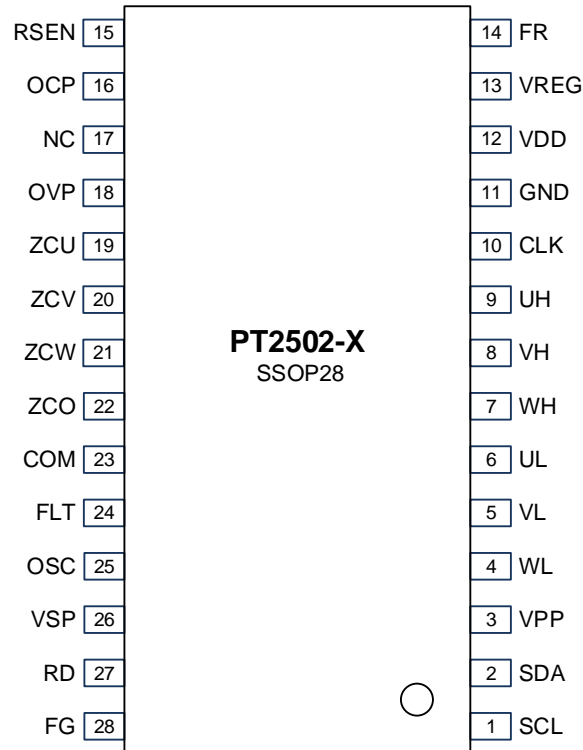 RSEN 15 14 FR
OCP 16 13 VREG
NC 17 12 VDD
OVP 18 11 GND
ZCU 19 10 CLK
ZCV 20 9 UH
PT2502-X
ZCW 21 8 VH
SSOP28
ZCO 22 7 WH
COM 23 6 UL
FLT 24 5 VL
OSC 25 4 WL
VSP 26 3 VPP
RD 27 2 SDA
FG 28 1 SCL